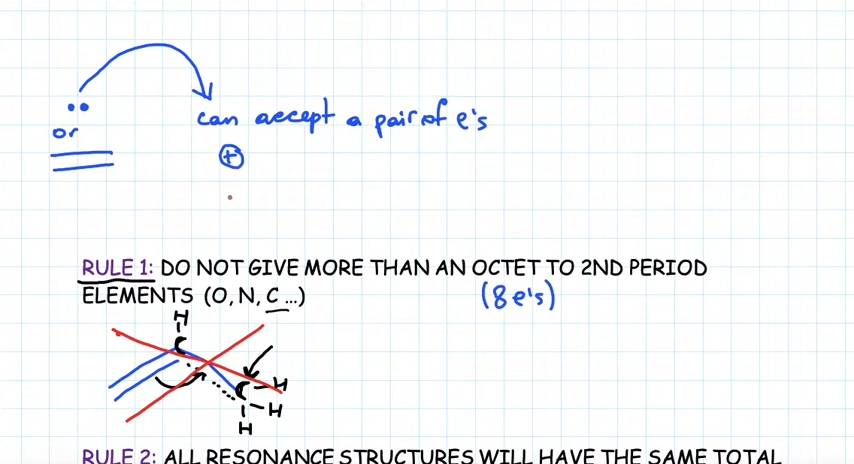 can accept a pair of e's
or
+
RULE 1: DO NOT GIVE MORE THAN AN OCTET TO 2ND PERIOD
ELEMENTS (O, N, C ...) (8 e's)
H
C
C H
H
H
RULE 2: ALL RESONANCE STRUCTURES WILL HAVE THE SAME TOTAL